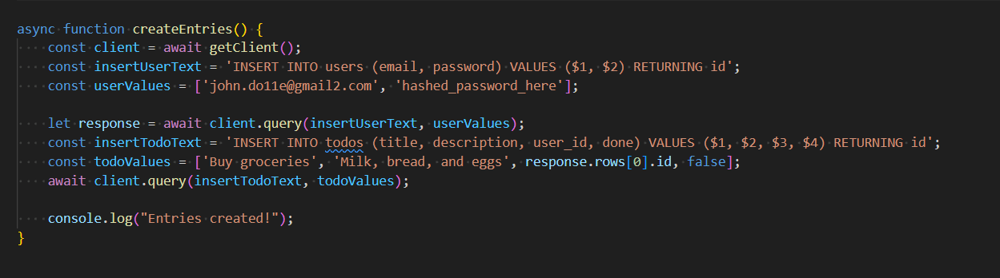 async function createEntries() {
    const client = await getClient();
    const insertUserText = 'INSERT INTO users (email, password) VALUES ($1, $2) RETURNING id';
    const userValues = ['john.do11e@gmail2.com', 'hashed_password_here'];

    let response = await client.query(insertUserText, userValues);
    const insertTodoText = 'INSERT INTO todos (title, description, user_id, done) VALUES ($1, $2, $3, $4) RETURNING id';
    const todoValues = ['Buy groceries', 'Milk, bread, and eggs', response.rows[0].id, false];
    await client.query(insertTodoText, todoValues);

    console.log("Entries created!");
}